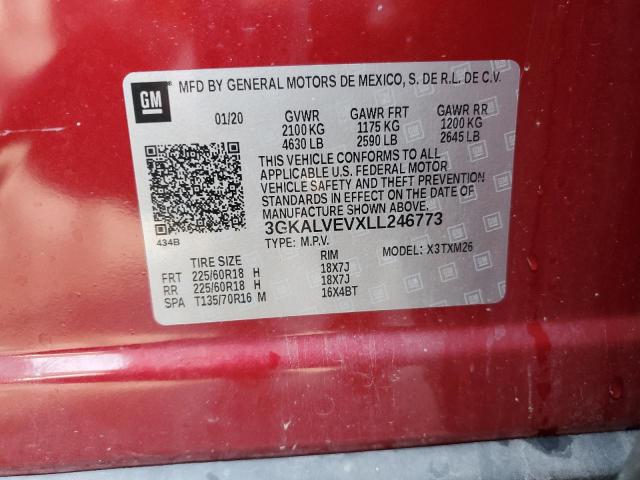 GM
MFD BY GENERAL MOTORS DE MEXICO, S. DE R.L. DE C.V.
01/20 GVWR GAWR FRT GAWR RR
2100 KG 1175 KG 1200 KG
4630 LB 2590 LB 2645 LB
THIS VEHICLE CONFORMS TO ALL
APPLICABLE U.S. FEDERAL MOTOR
VEHICLE SAFETY AND THEFT PREVENTION
STANDARDS IN EFFECT ON THE DATE OF
MANUFACTURE SHOWN ABOVE.
3GKALVEVXLL246773
434B
TYPE: M.P.V. MODEL: X3TXM26
TIRE SIZE RIM
FRT 225/60R18 H 18X7J
RR 225/60R18 H 18X7J
SPA T135/70R16 M 16X4BT